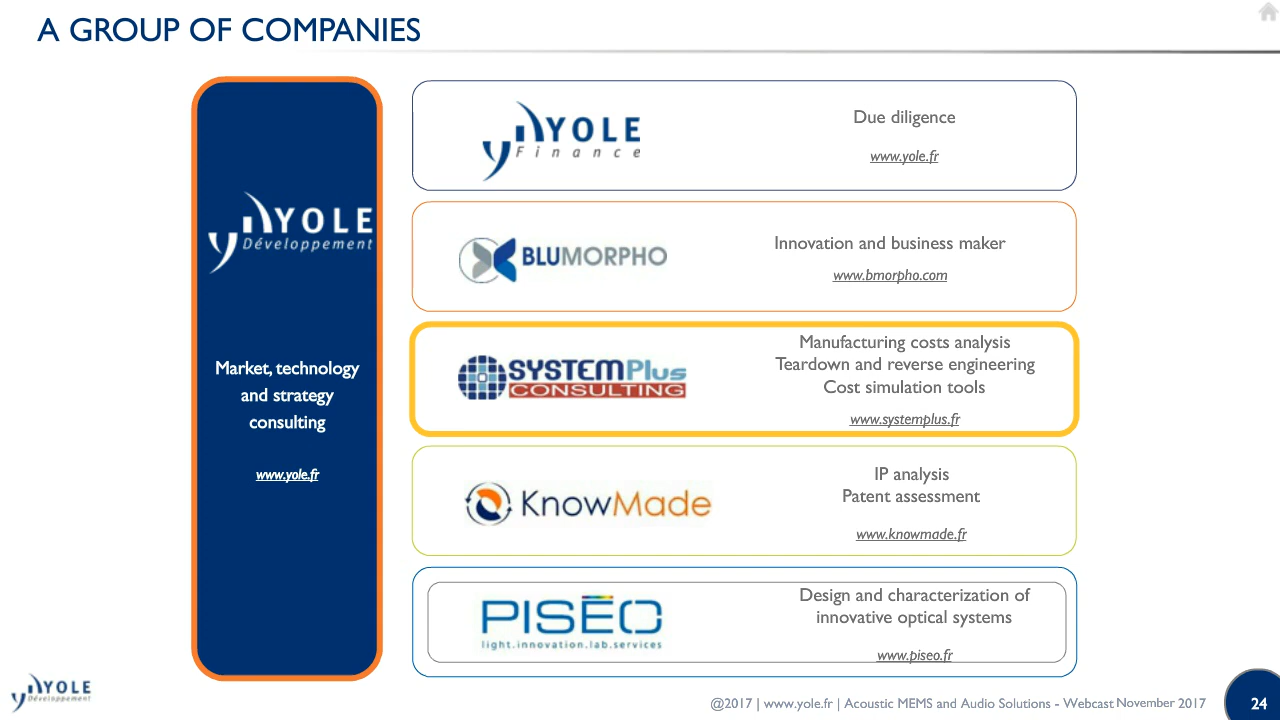 A GROUP OF COMPANIES
YOLE
Développement
Market, technology
and strategy
consulting
www.yole.fr
YOLE
Finance
Due diligence
www.yole.fr
BLUMORPHO
Innovation and business maker
www.bmorpho.com
SYSTEMPlus
CONSULTING
Manufacturing costs analysis
Teardown and reverse engineering
Cost simulation tools
www.systemplus.fr
KnowMade
IP analysis
Patent assessment
www.knowmade.fr
PISEO
light.innovation.lab.services
Design and characterization of
innovative optical systems
www.piseo.fr
YOLE
Développement
@2017 | www.yole.fr | Acoustic MEMS and Audio Solutions - Webcast November 2017
24